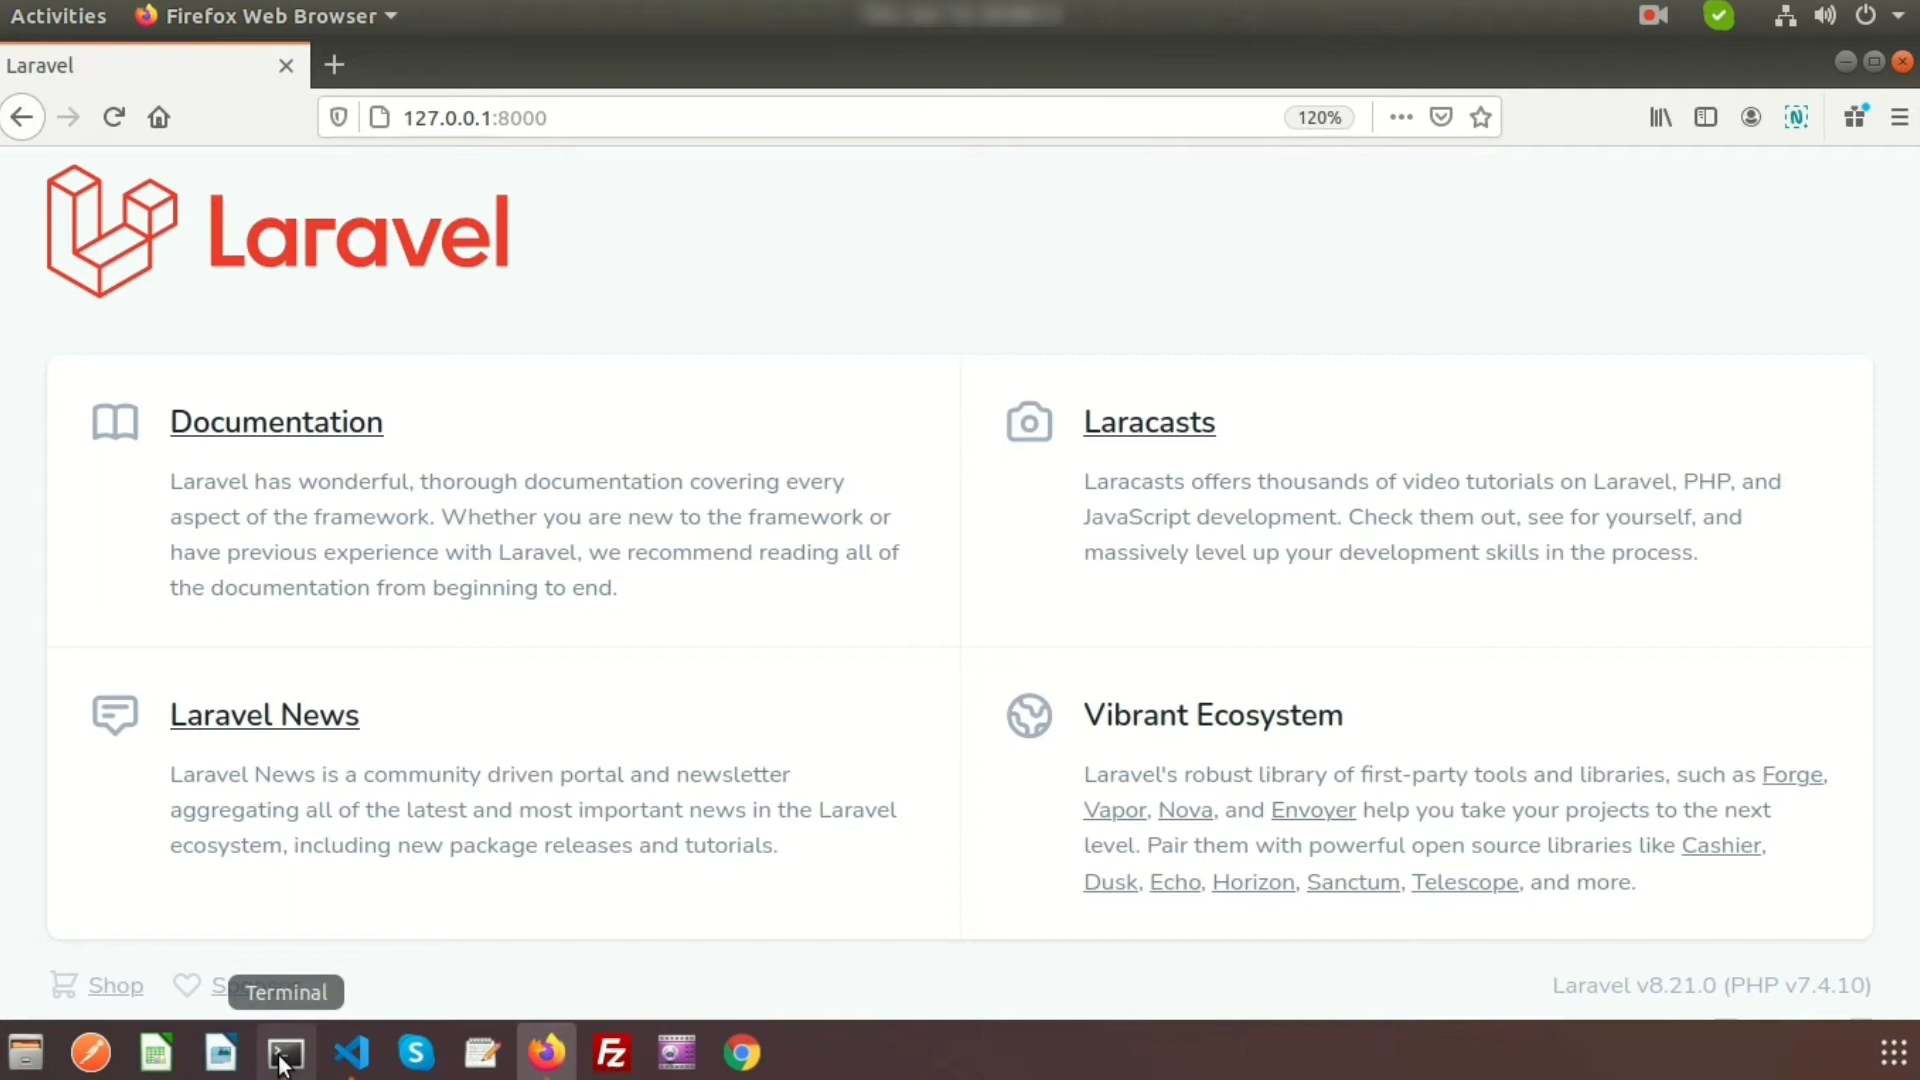 Activities
Firefox Web Browser
Laravel
127.0.0.1:8000
120%
Laravel
Documentation
Laravel has wonderful, thorough documentation covering every
aspect of the framework. Whether you are new to the framework or
have previous experience with Laravel, we recommend reading all of
the documentation from beginning to end.
Laracasts
Laracasts offers thousands of video tutorials on Laravel, PHP, and
JavaScript development. Check them out, see for yourself, and
massively level up your development skills in the process.
Laravel News
Laravel News is a community driven portal and newsletter
aggregating all of the latest and most important news in the Laravel
ecosystem, including new package releases and tutorials.
Vibrant Ecosystem
Laravel's robust library of first-party tools and libraries, such as Forge,
Vapor, Nova, and Envoyer help you take your projects to the next
level. Pair them with powerful open source libraries like Cashier,
Dusk, Echo, Horizon, Sanctum, Telescope, and more.
Shop
Terminal
Laravel v8.21.0 (PHP v7.4.10)